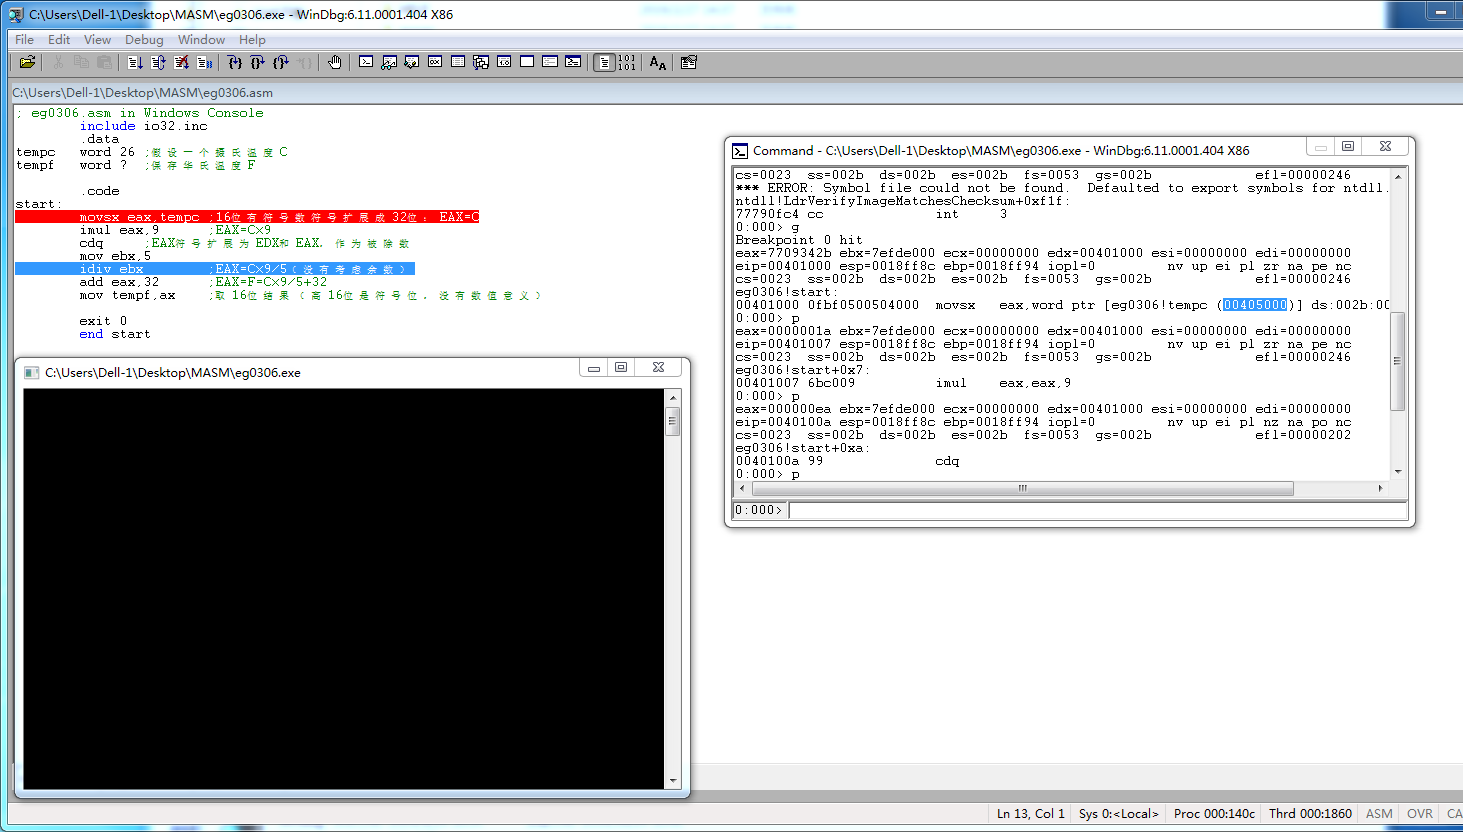 C:\Users\Dell-1\Desktop\MASM\eg0306.exe - WinDbg:6.11.0001.404 X86
File Edit View Debug Window Help
C:\Users\Dell-1\Desktop\MASM\eg0306.asm
; eg0306.asm in Windows Console
include io32.inc
.data
tempc word 26 ;假设一个摄氏温度C
tempf word ? ;保存华氏温度F
.code
start:
movsx eax,tempc ;16位有符号数符号扩展成32位: EAX=C
imul eax,9 ;EAX=C×9
cdq ;EAX符号扩展为EDX和EAX,作为被除数
mov ebx,5
idiv ebx ;EAX=C×9/5(没有考虑余数)
add eax,32 ;EAX=F=C×9/5+32
mov tempf,ax ;取16位结果(高16位是符号位,没有数值意义)
exit 0
end start
C:\Users\Dell-1\Desktop\MASM\eg0306.exe
Command - C:\Users\Dell-1\Desktop\MASM\eg0306.exe - WinDbg:6.11.0001.404 X86
cs=0023 ss=002b ds=002b es=002b fs=0053 gs=002b efl=00000246
*** ERROR: Symbol file could not be found. Defaulted to export symbols for ntdll.
ntdll!LdrVerifyImageMatchesChecksum+0xf1f:
77790fc4 cc int 3
0:000> g
Breakpoint 0 hit
eax=7709342b ebx=7efde000 ecx=00000000 edx=00401000 esi=00000000 edi=00000000
eip=00401000 esp=0018ff8c ebp=0018ff94 iopl=0 nv up ei pl zr na pe nc
cs=0023 ss=002b ds=002b es=002b fs=0053 gs=002b efl=00000246
eg0306!start:
00401000 0fbf0500504000 movsx eax,word ptr [eg0306!tempc (00405000)] ds:002b:00
0:000> p
eax=0000001a ebx=7efde000 ecx=00000000 edx=00401000 esi=00000000 edi=00000000
eip=00401007 esp=0018ff8c ebp=0018ff94 iopl=0 nv up ei pl zr na pe nc
cs=0023 ss=002b ds=002b es=002b fs=0053 gs=002b efl=00000246
eg0306!start+0x7:
00401007 6bc009 imul eax,eax,9
0:000> p
eax=000000ea ebx=7efde000 ecx=00000000 edx=00401000 esi=00000000 edi=00000000
eip=0040100a esp=0018ff8c ebp=0018ff94 iopl=0 nv up ei pl nz na po nc
cs=0023 ss=002b ds=002b es=002b fs=0053 gs=002b efl=00000202
eg0306!start+0xa:
0040100a 99 cdq
0:000> p
0:000>
Ln 13, Col 1 Sys 0:<Local> Proc 000:140c Thrd 000:1860 ASM OVR CA